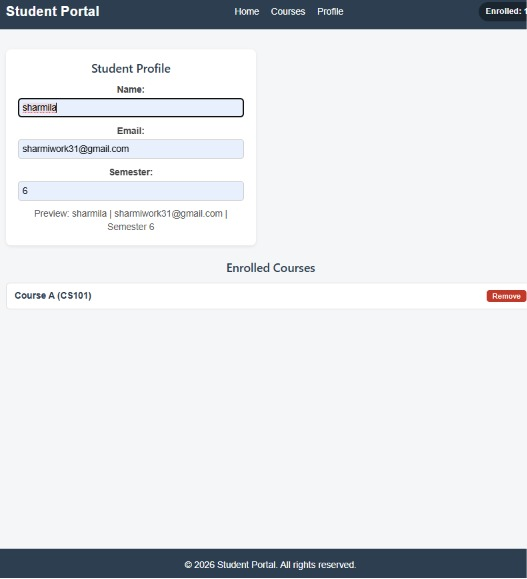 Student Portal
Home Courses Profile
Enrolled: 1
Student Profile
Name:
sharmila
Email:
sharmiwork31@gmail.com
Semester:
6
Preview: sharmila | sharmiwork31@gmail.com |
Semester 6
Enrolled Courses
Course A (CS101)
Remove
© 2026 Student Portal. All rights reserved.